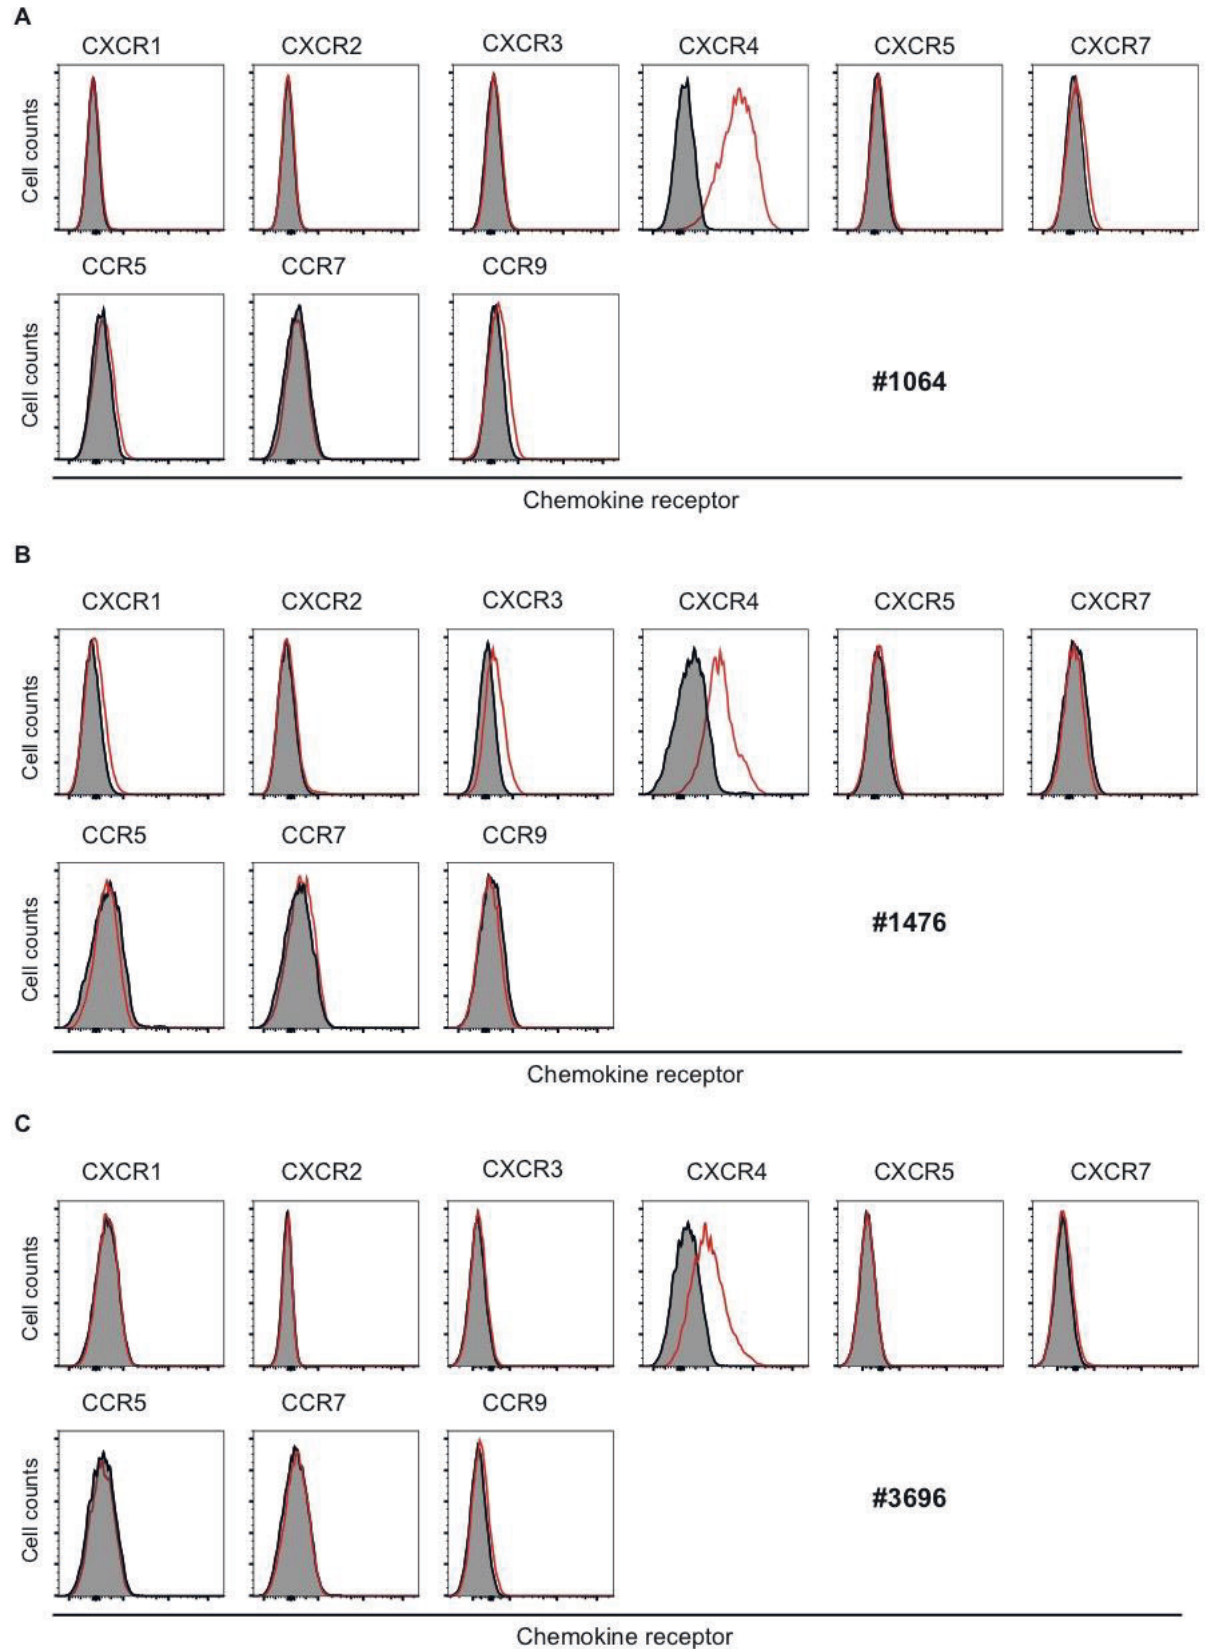 A
CXCR1 CXCR2 CXCR3 CXCR4 CXCR5 CXCR7
Cell counts
CCR5 CCR7 CCR9
Cell counts
#1064
Chemokine receptor
B
CXCR1 CXCR2 CXCR3 CXCR4 CXCR5 CXCR7
Cell counts
CCR5 CCR7 CCR9
Cell counts
#1476
Chemokine receptor
C
CXCR1 CXCR2 CXCR3 CXCR4 CXCR5 CXCR7
Cell counts
CCR5 CCR7 CCR9
Cell counts
#3696
Chemokine receptor